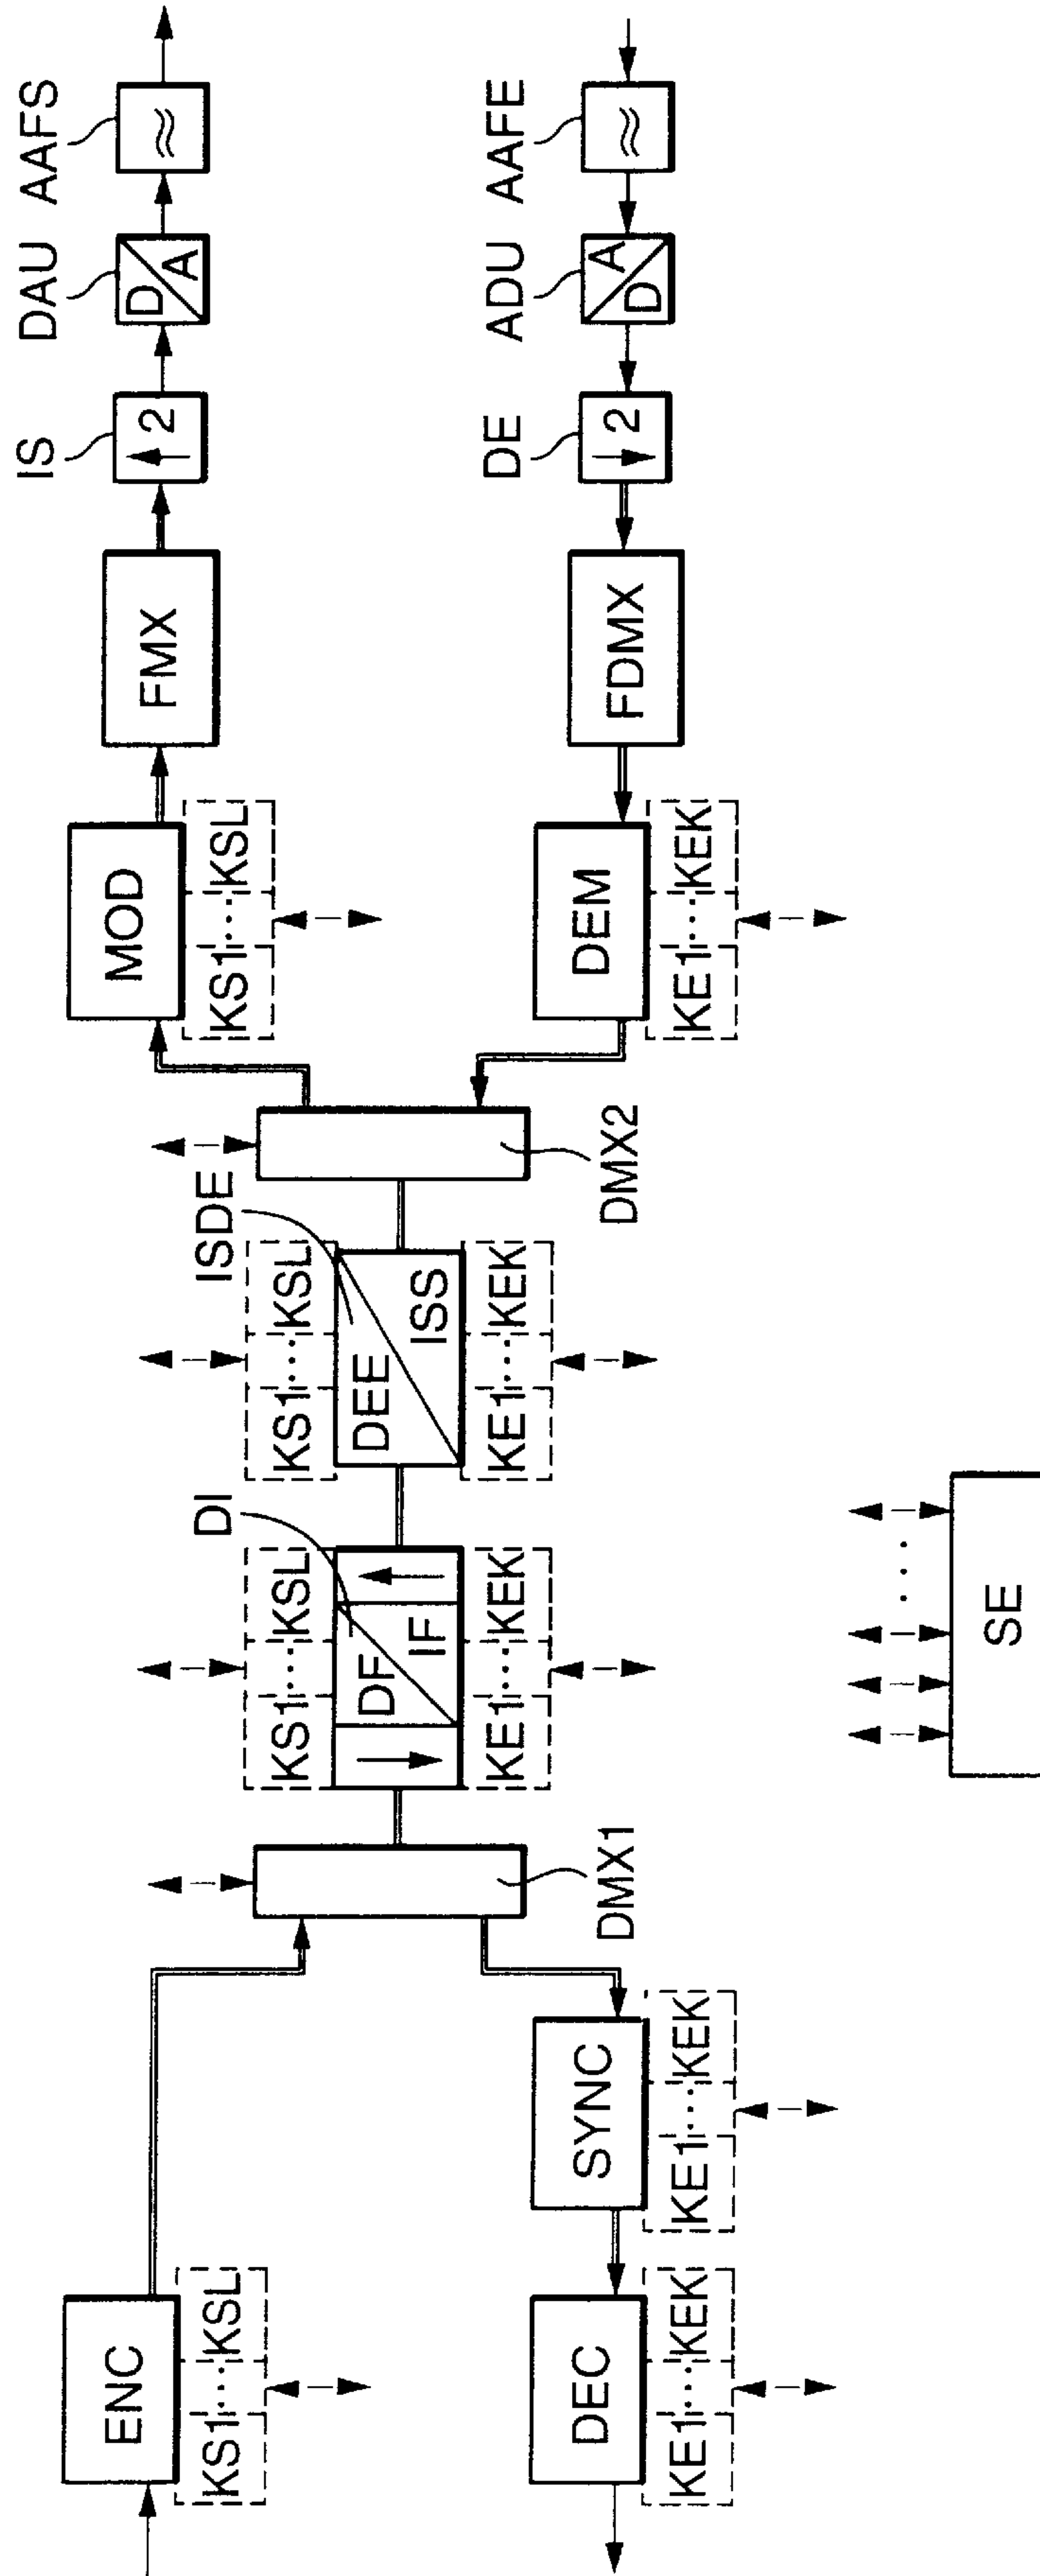 ENC
KS1 ... KSL
DEC
KE1 ... KEK
SYNC
KE1 ... KEK
DMX1
DI
KS1 ... KSL
DF
IF
KE1 ... KEK
ISDE
KS1 ... KSL
DEE
ISS
KE1 ... KEK
DMX2
MOD
KS1 ... KSL
DEM
KE1 ... KEK
FMX
FDMX
IS
2
DE
2
DAU
D
A
ADU
A
D
AAFS
≈
AAFE
≈
...
SE